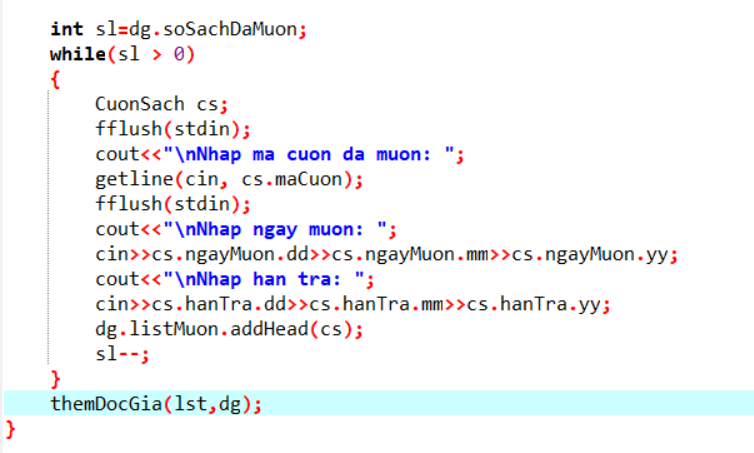 int sl=dg.soSachDaMuon;
while(sl > 0)
{
CuonSach cs;
fflush(stdin);
cout<<"\nNhap ma cuon da muon: ";
getline(cin, cs.maCuon);
fflush(stdin);
cout<<"\nNhap ngay muon: ";
cin>>cs.ngayMuon.dd>>cs.ngayMuon.mm>>cs.ngayMuon.yy;
cout<<"\nNhap han tra: ";
cin>>cs.hanTra.dd>>cs.hanTra.mm>>cs.hanTra.yy;
dg.listMuon.addHead(cs);
sl--;
}
themDocGia(lst,dg);
}